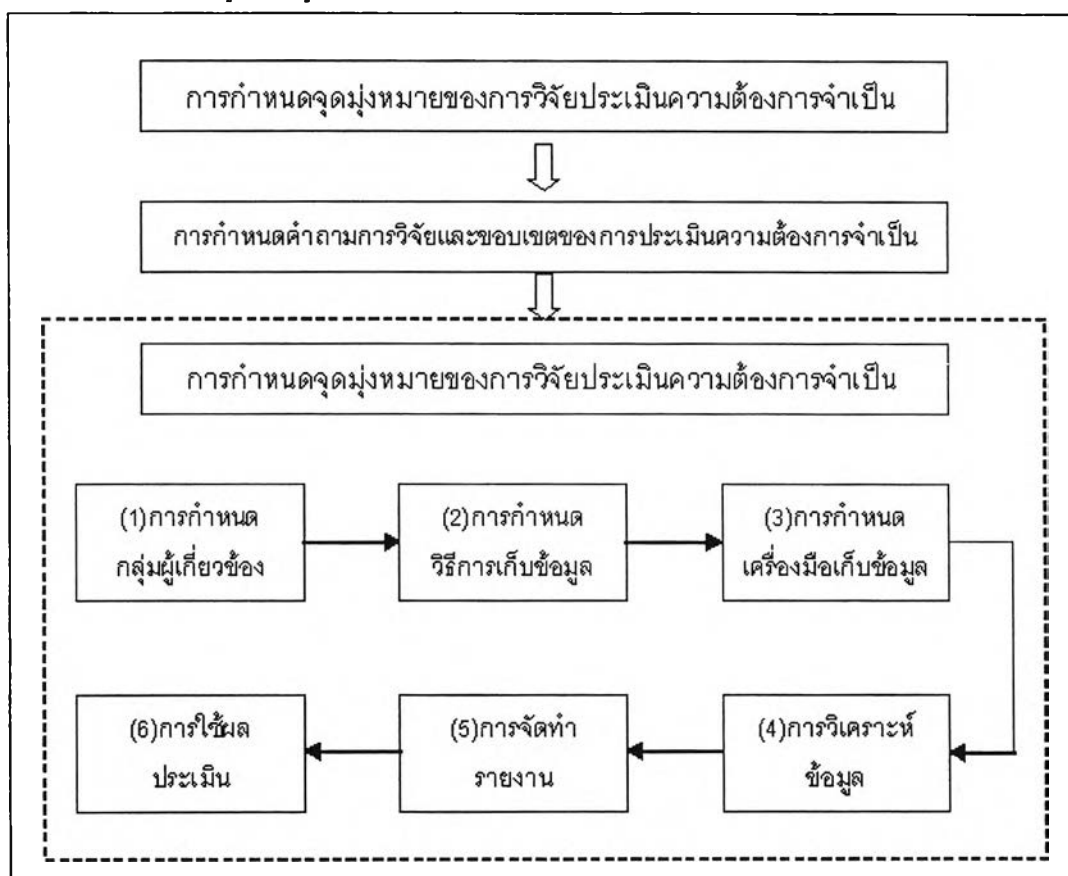 การกำหนดจุดมุ่งหมายของการวิจัยประเมินความต้องการจำเป็น
การกำหนดคำถามการวิจัยและขอบเขตของการประเมินความต้องการจำเป็น
การกำหนดจุดมุ่งหมายของการวิจัยประเมินความต้องการจำเป็น
(1)การกำหนด
กลุ่มผู้เกี่ยวข้อง
(2)การกำหนด
วิธีการเก็บข้อมูล
(3)การกำหนด
เครื่องมือเก็บข้อมูล
(4)การวิเคราะห์
ข้อมูล
(5)การจัดทำ
รายงาน
(6)การใช้ผล
ประเมิน